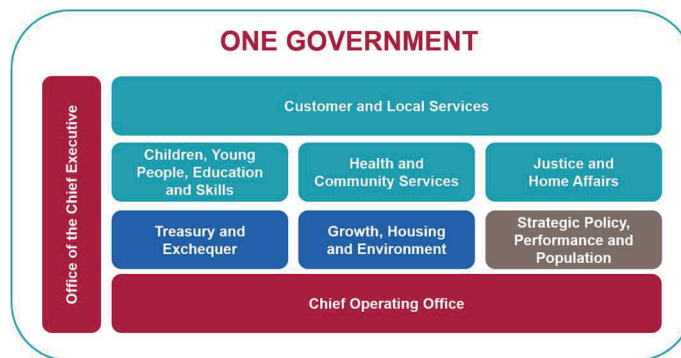 ONE GOVERNMENT
Office of the Chief Executive
Customer and Local Services
Children, Young
People, Education
and Skills
Health and
Community Services
Justice and
Home Affairs
Treasury and
Exchequer
Growth, Housing
and Environment
Strategic Policy,
Performance and
Population
Chief Operating Office